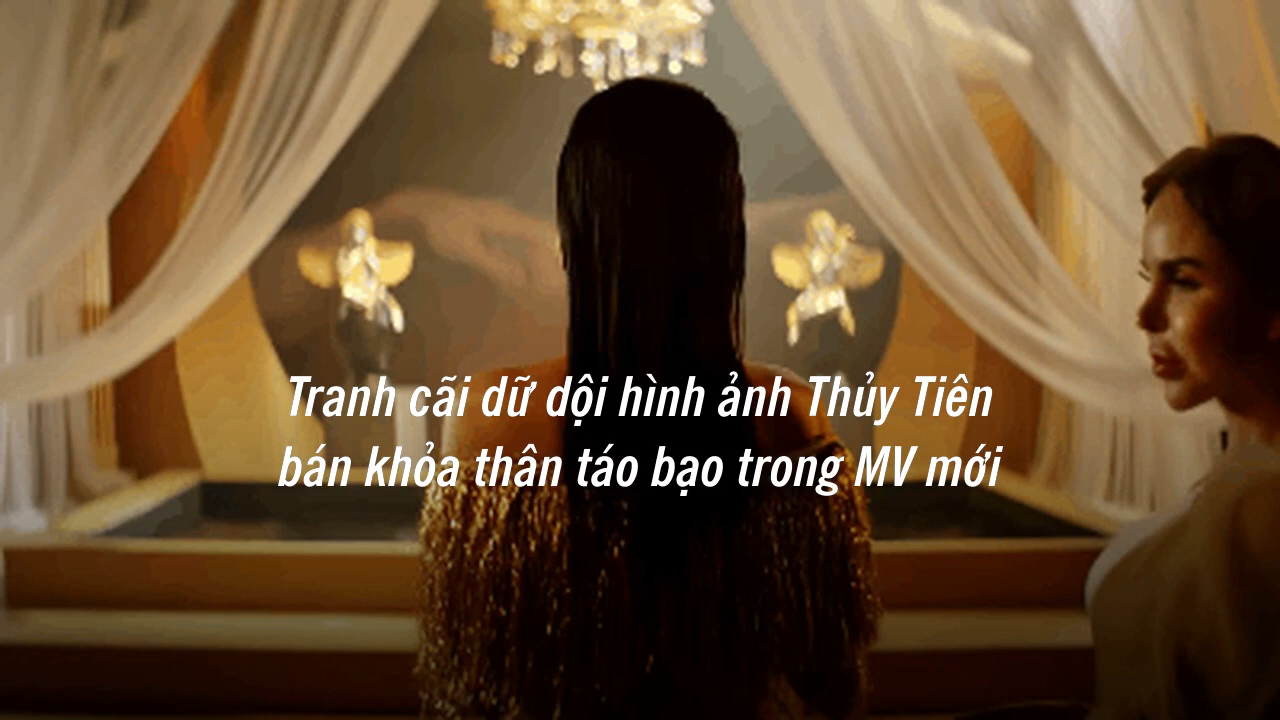 Tranh cãi dữ dội hình ảnh Thủy Tiên
bán khỏa thân táo bạo trong MV mới